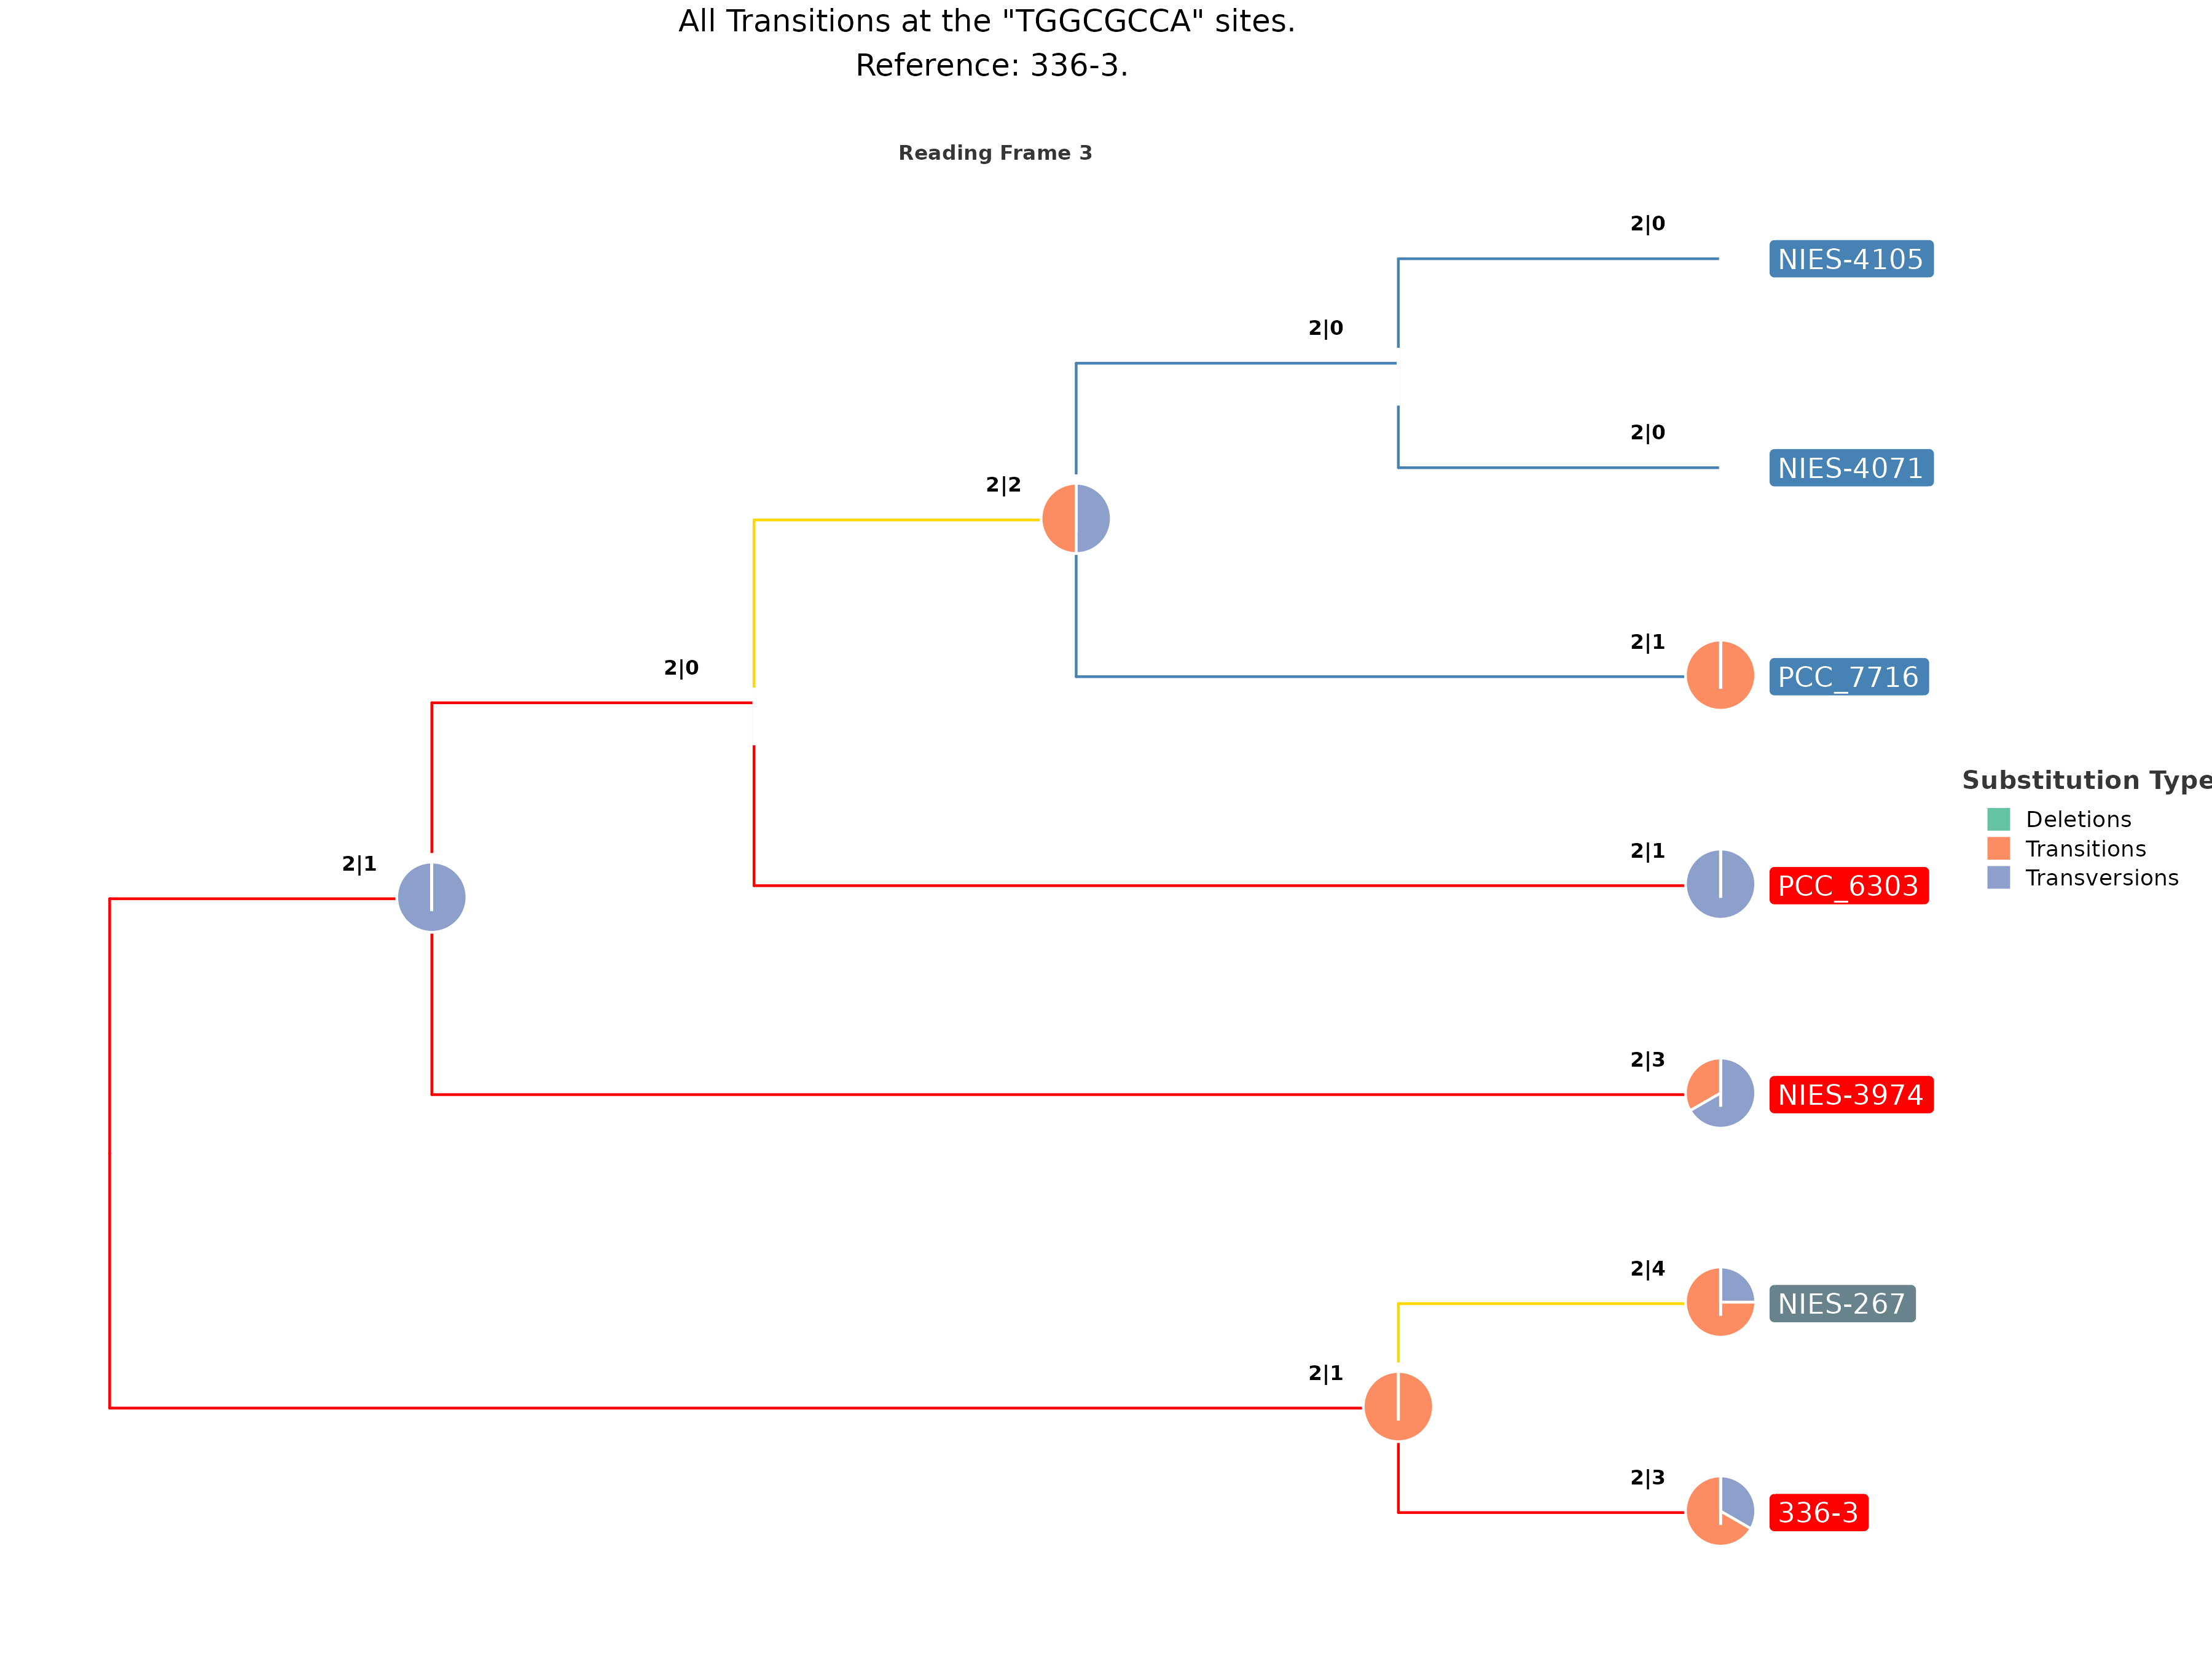 All Transitions at the "TGGCGCCA" sites.
Reference: 336-3.
Reading Frame 3
2|0
NIES-4105
2|0
2|0
NIES-4071
2|2
2|1
PCC_7716
2|0
Substitution Type
Deletions
Transitions
Transversions
2|1
PCC_6303
2|1
2|3
NIES-3974
2|4
NIES-267
2|1
2|3
336-3